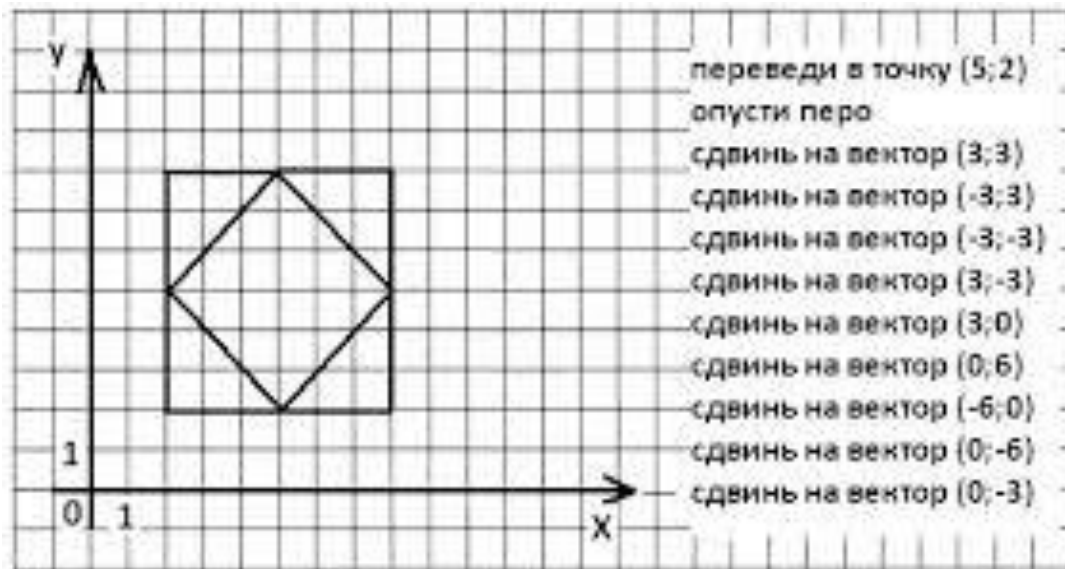 y
переведи в точку (5;2)
опусти перо
сдвинь на вектор (3;3)
сдвинь на вектор (-3;3)
сдвинь на вектор (-3;-3)
сдвинь на вектор (3;-3)
сдвинь на вектор (3;0)
сдвинь на вектор (0;6)
сдвинь на вектор (-6;0)
сдвинь на вектор (0;-6)
сдвинь на вектор (0;-3)
1
0 1
X